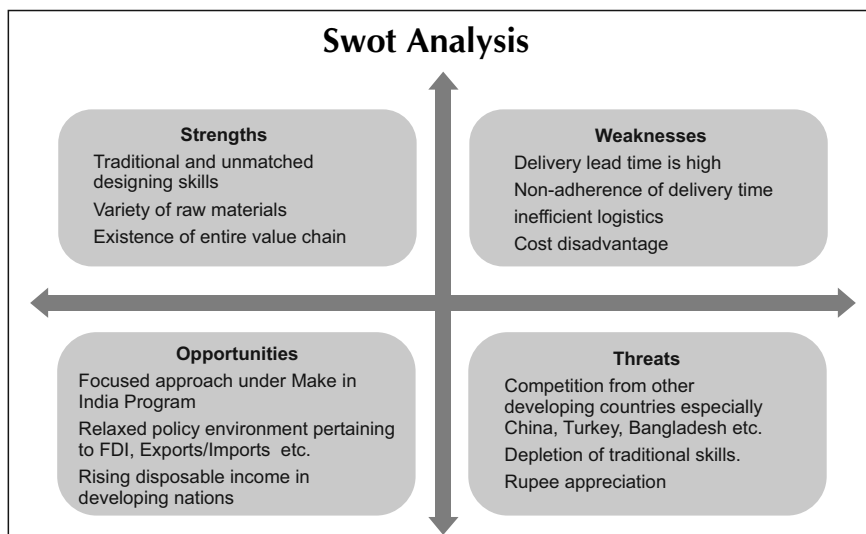 Swot Analysis
Strengths
Traditional and unmatched
designing skills
Variety of raw materials
Existence of entire value chain
Weaknesses
Delivery lead time is high
Non-adherence of delivery time
inefficient logistics
Cost disadvantage
Opportunities
Focused approach under Make in
India Program
Relaxed policy environment pertaining
to FDI, Exports/Imports etc.
Rising disposable income in
developing nations
Threats
Competition from other
developing countries especially
China, Turkey, Bangladesh etc.
Depletion of traditional skills.
Rupee appreciation